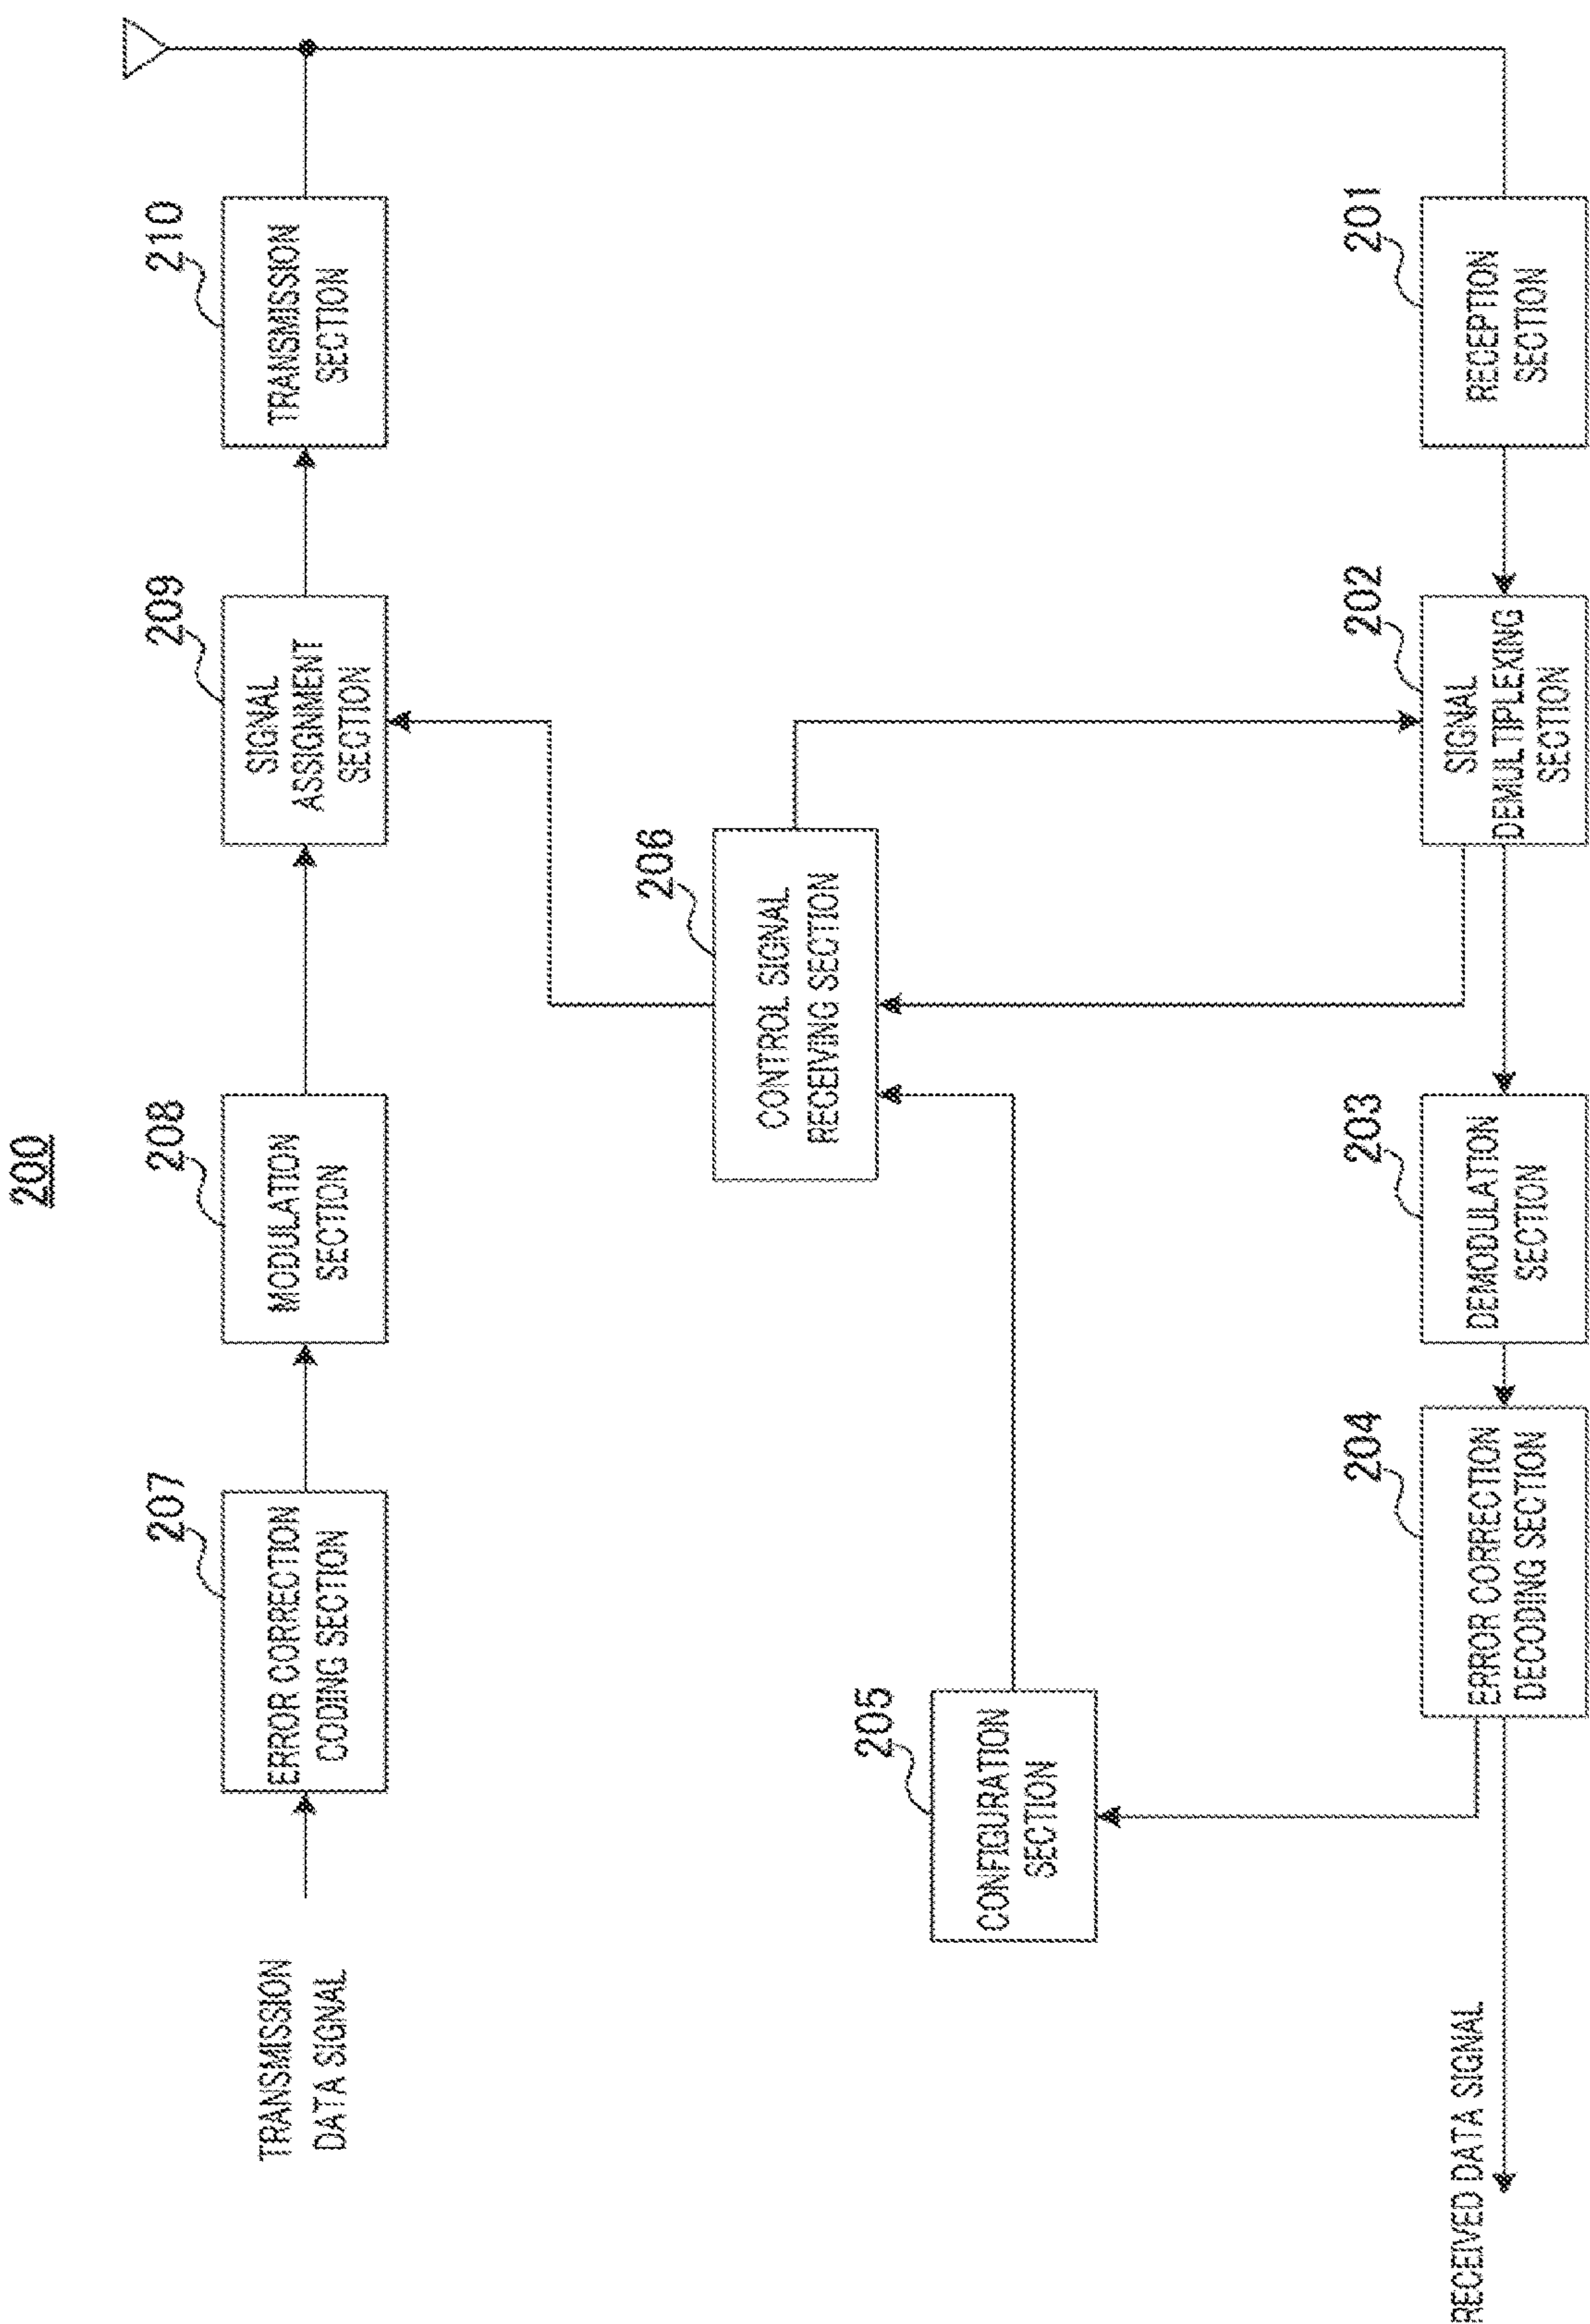 200
TRANSMISSION
DATA SIGNAL
207
ERROR CORRECTION
CODING SECTION
208
MODULATION
SECTION
209
SIGNAL
ASSIGNMENT
SECTION
210
TRANSMISSION
SECTION
206
CONTROL SIGNAL
RECEIVING SECTION
205
CONFIGURATION
SECTION
204
ERROR CORRECTION
DECODING SECTION
203
DEMODULATION
SECTION
202
SIGNAL
DEMULTIPLEXING
SECTION
201
RECEPTION
SECTION
RECEIVED DATA SIGNAL